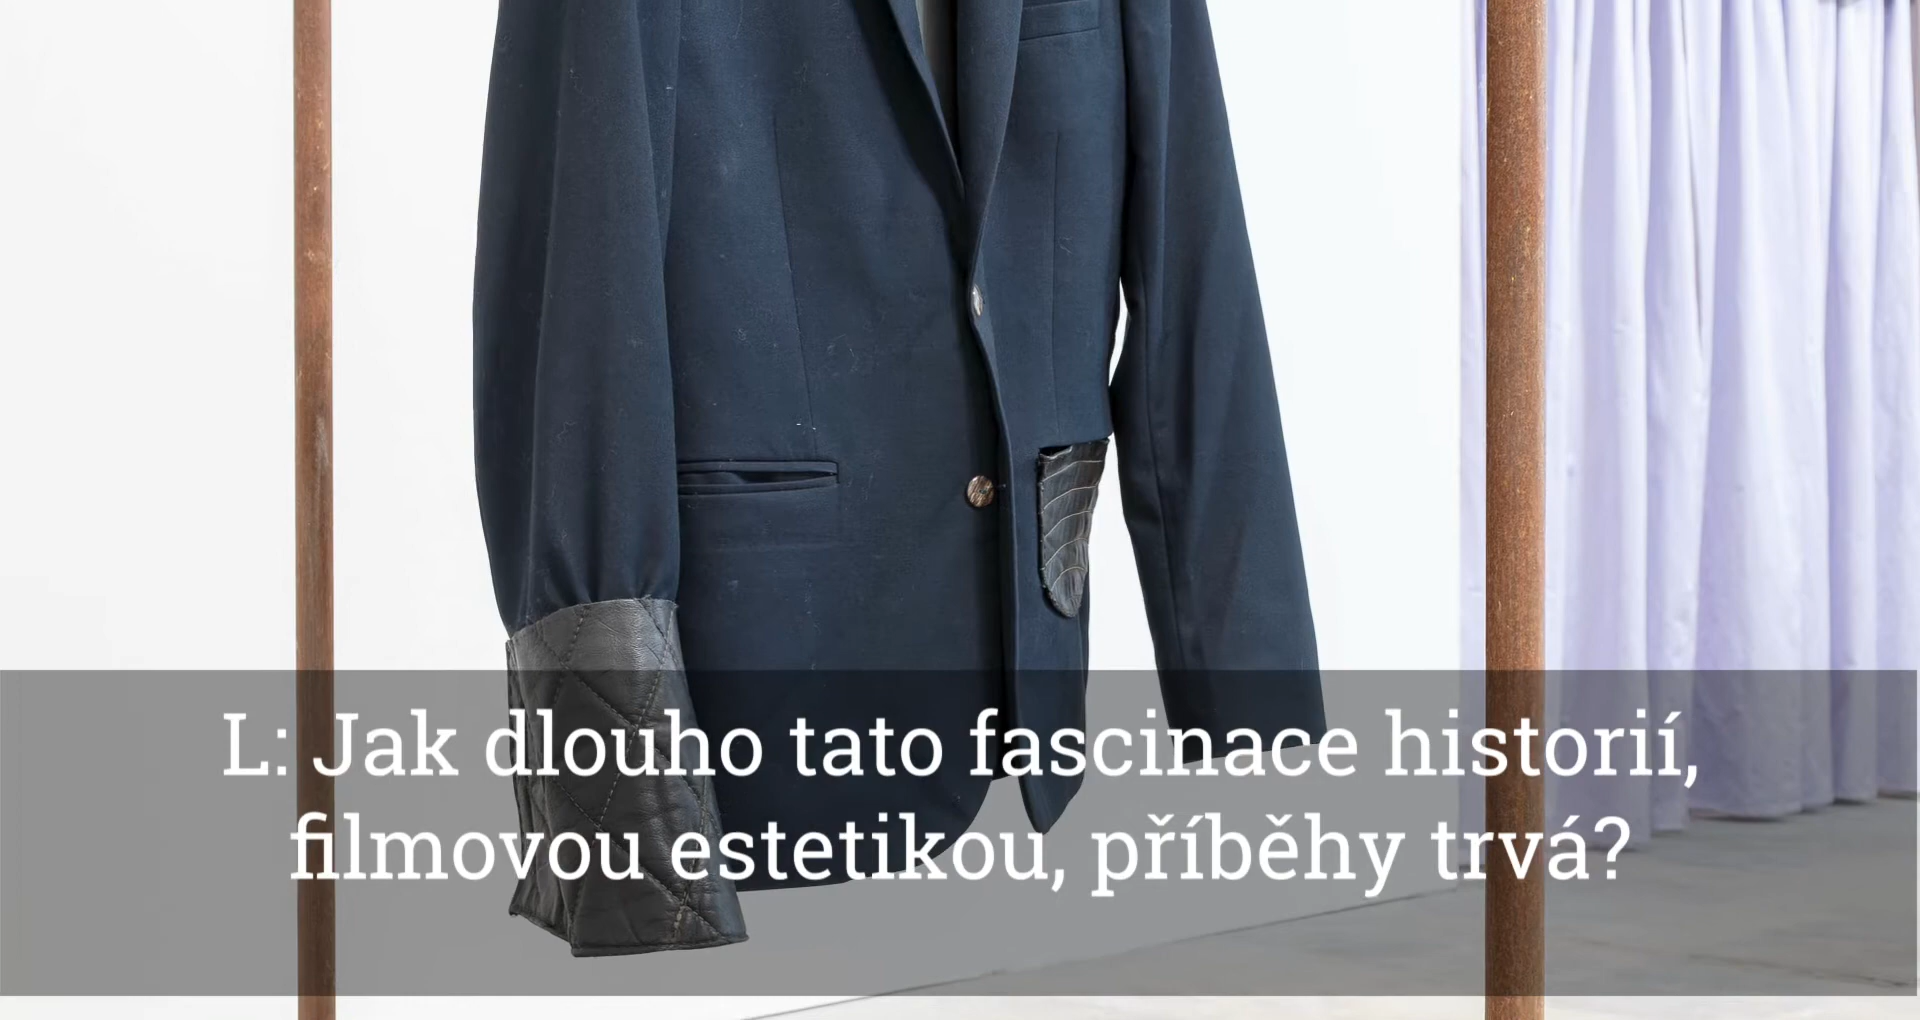 L: Jak dlouho tato fascinace historií,
filmovou estetikou, příběhy trvá?